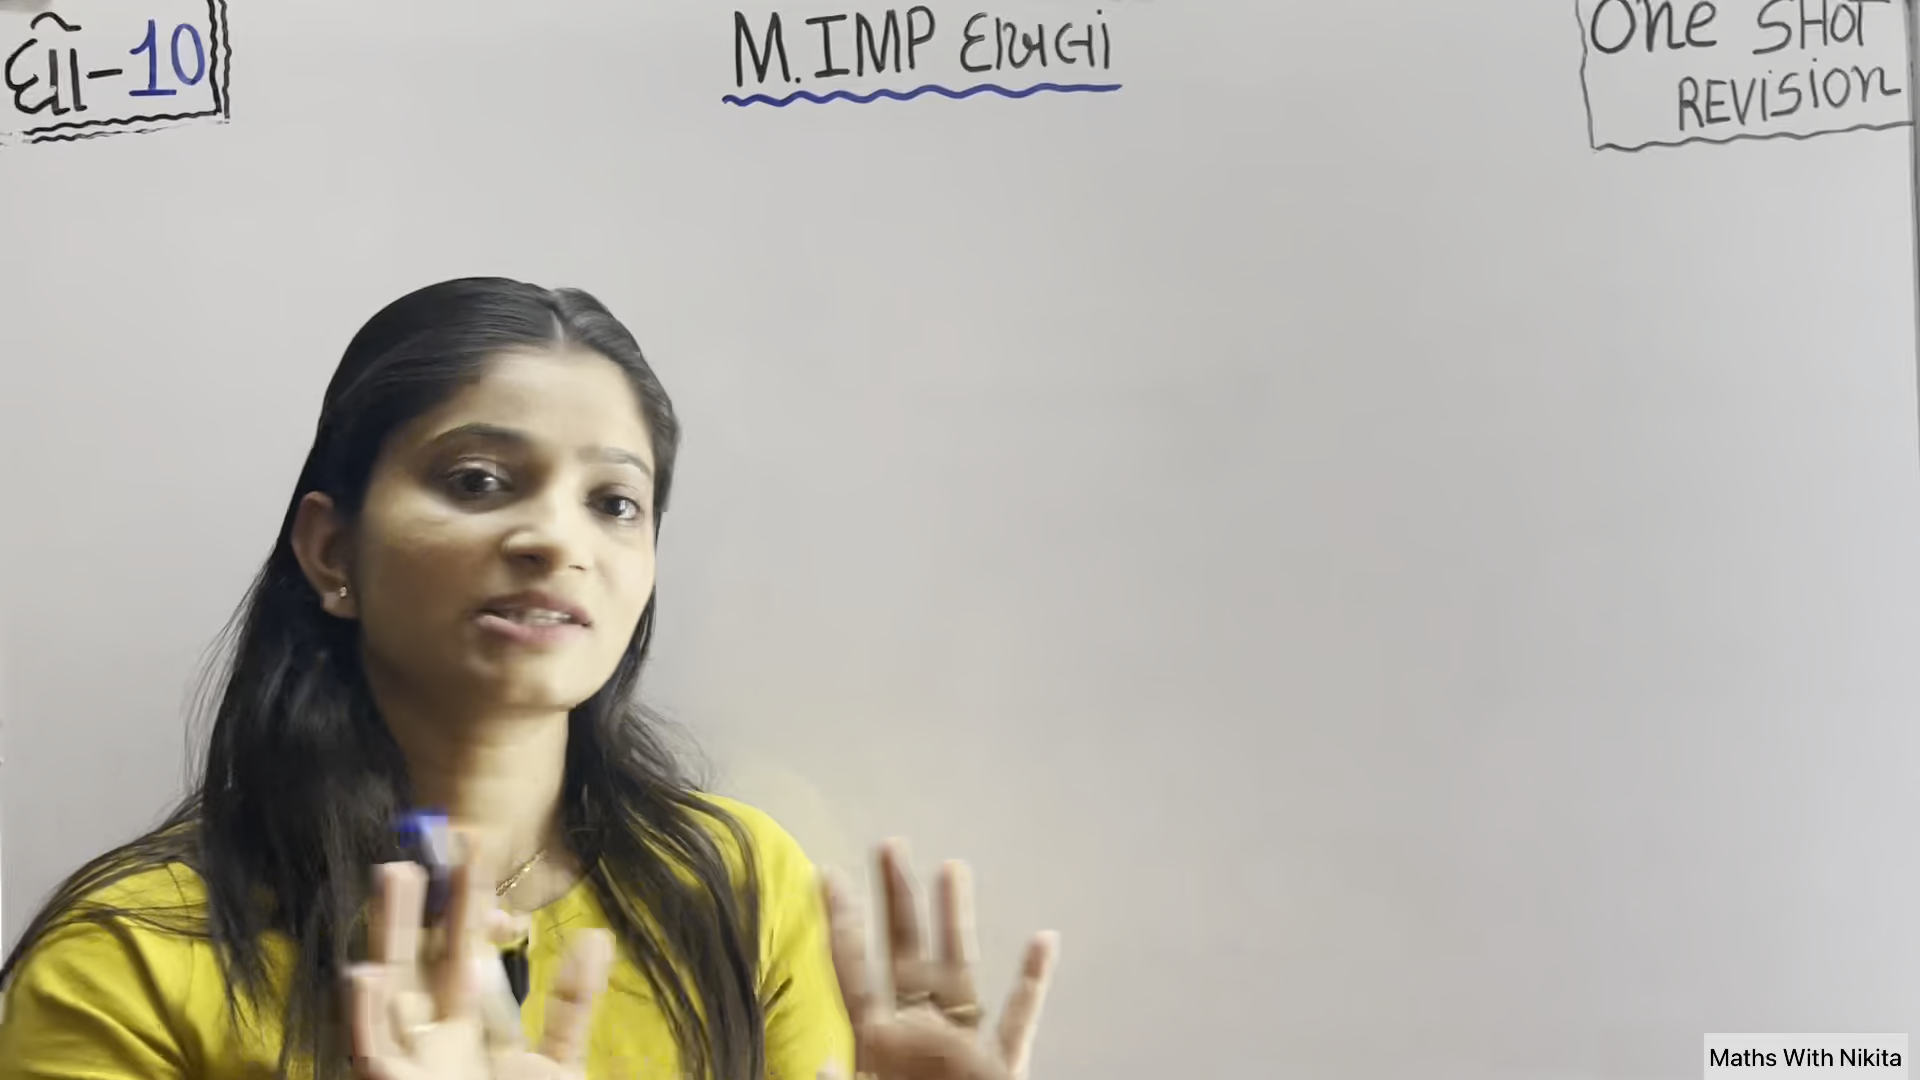 ધો-10
M. IMP દાખલાં
One SHOT
REVISION
Maths With Nikita